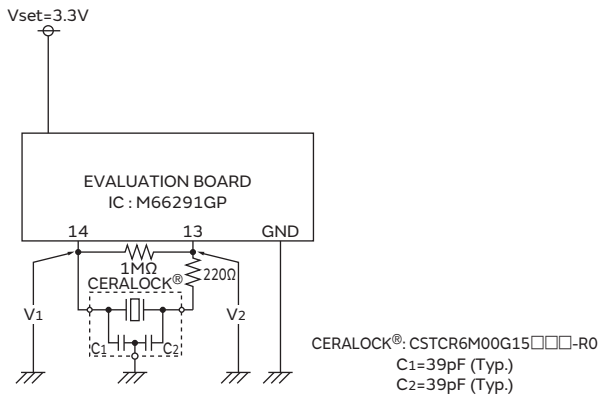 Vset=3.3V
EVALUATION BOARD
IC : M66291GP
14 13 GND
1MΩ
CERALOCK® 220Ω
V1 V2
C1 C2
CERALOCK®: CSTCR6M00G15□□□-R0
C1=39pF (Typ.)
C2=39pF (Typ.)